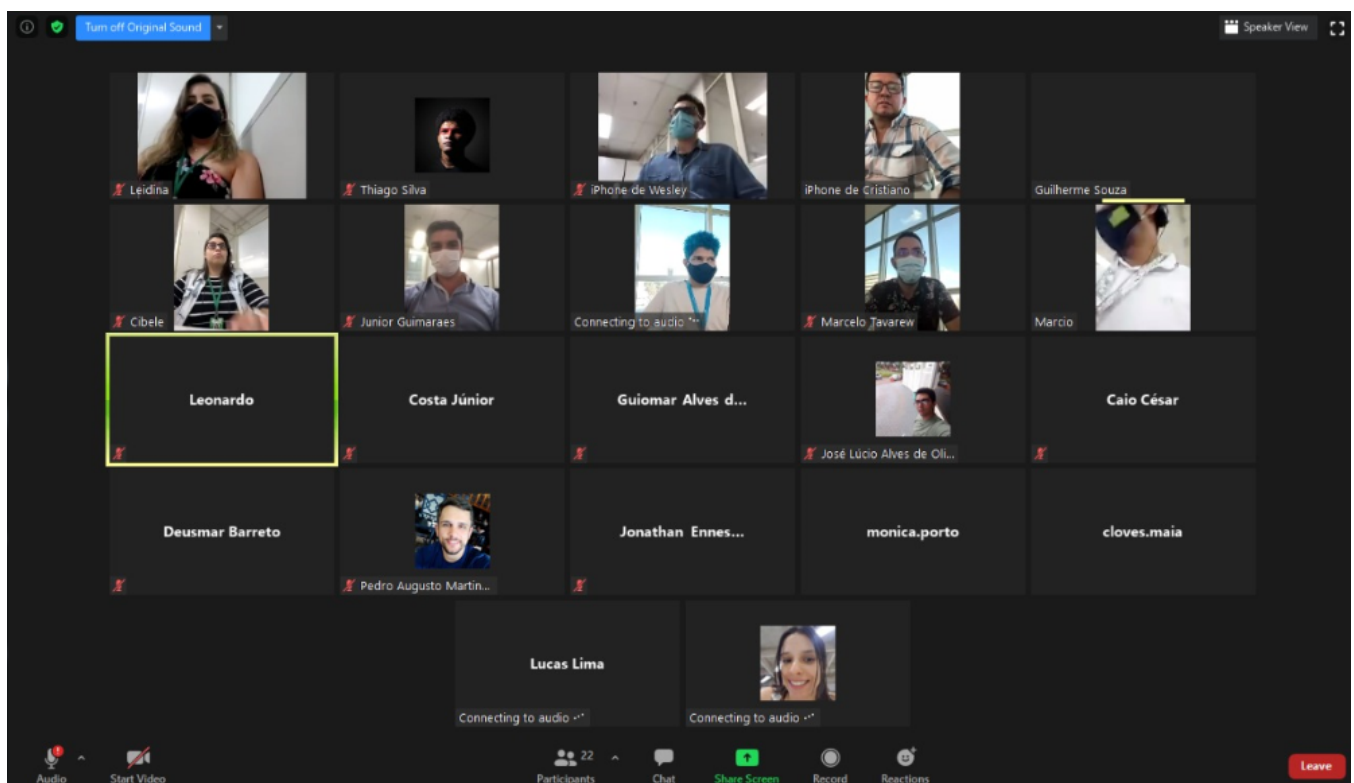 Turn off Original Sound
Speaker View
Leidina
Thiago Silva
iPhone de Wesley
iPhone de Cristiano
Guilherme Souza
Cibele
Junior Guimaraes
Connecting to audio
Marcelo Tavarew
Marcio
Leonardo
Costa Júnior
Guiomar Alves d...
José Lúcio Alves de Oli...
Caio César
Deusmar Barreto
Pedro Augusto Martin...
Jonathan Ennes...
monica.porto
cloves.maia
Lucas Lima
Connecting to audio
Connecting to audio
Audio
Start Video
22
Participants
Chat
Share Screen
Record
Reactions
Leave